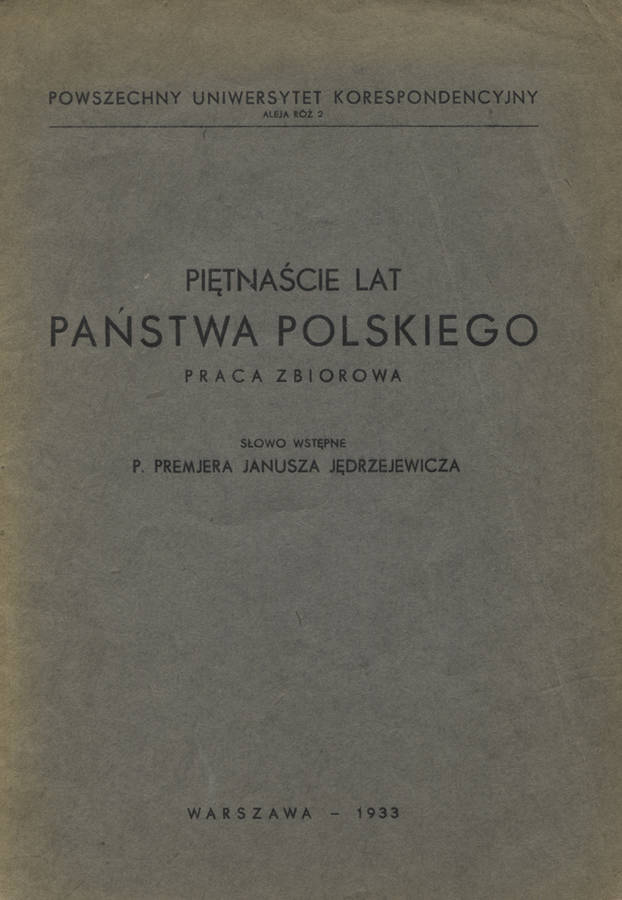 POWSZECHNY UNIWERSYTET KORESPONDENCYJNY
ALEJA RÓŻ 2
PIĘTNAŚCIE LAT
PAŃSTWA POLSKIEGO
PRACA ZBIOROWA
SŁOWO WSTĘPNE
P. PREMJERA JANUSZA JĘDRZEJEWICZA
WARSZAWA – 1933